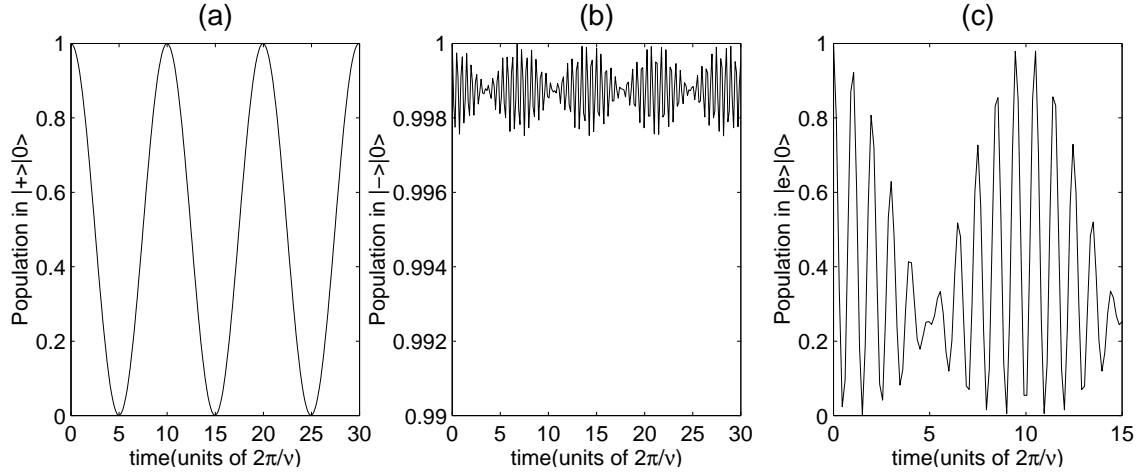 (a)
(b)
(c)
1
0.8
0.6
0.4
0.2
0
Population in |+>|0>
0 5 10 15 20 25 30
time(units of 2π/ν)
1
0.998
0.996
0.994
0.992
0.99
Population in |−>|0>
0 5 10 15 20 25 30
time(units of 2π/ν)
1
0.8
0.6
0.4
0.2
0
Population in |e>|0>
0 5 10 15
time(units of 2π/ν)